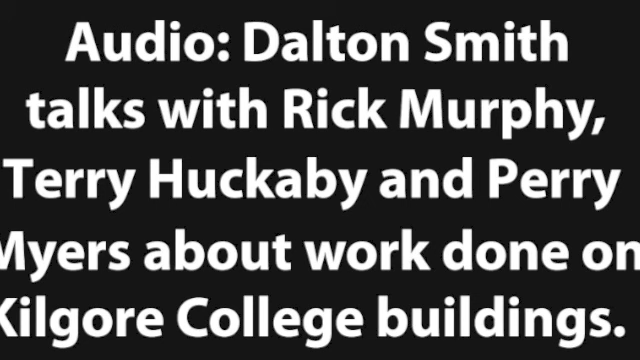 Audio: Dalton Smith
talks with Rick Murphy,
Terry Huckaby and Perry
Myers about work done on
Kilgore College buildings.